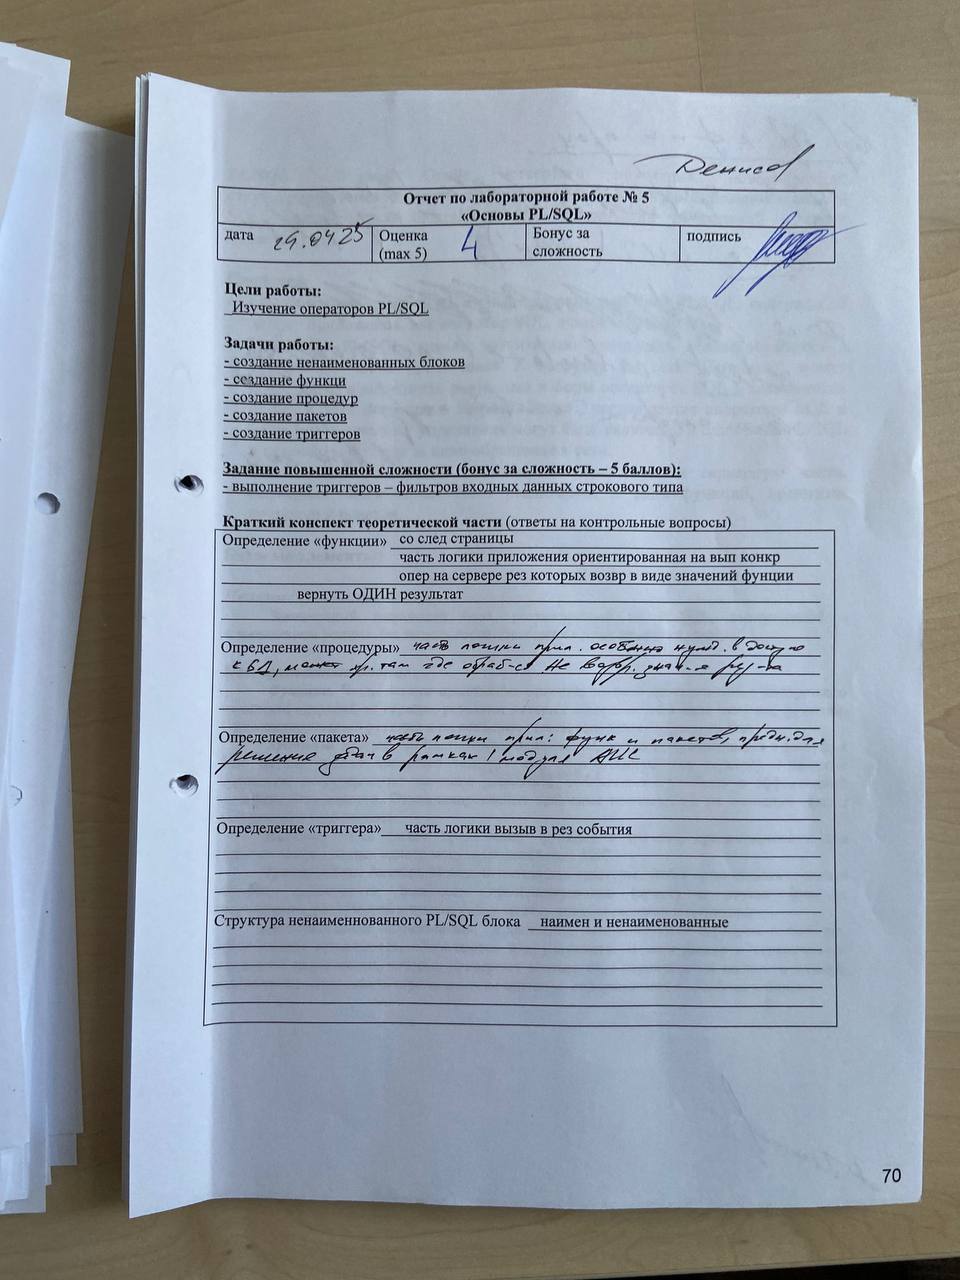 Денисов
Отчет по лабораторной работе № 5
«Основы PL/SQL»
дата 29.04 25 Оценка (max 5) 4 Бонус за сложность подпись
Цели работы:
Изучение операторов PL/SQL
Задачи работы:
- создание ненаименованных блоков
- создание функци
- создание процедур
- создание пакетов
- создание триггеров
Задание повышенной сложности (бонус за сложность – 5 баллов):
- выполнение триггеров – фильтров входных данных строкового типа
Краткий конспект теоретической части (ответы на контрольные вопросы)
Определение «функции» со след страницы
часть логики приложения ориентированная на вып конкр
опер на сервере рез которых возвр в виде значений фунции
вернуть ОДИН результат
Определение «процедуры» часть логики прил. нужд. в доступе
к БД, может пр. там где обраб-ся не возвр.
Определение «пакета» часть логики прил: функ и пакетов, для
решения задач в рамках 1 модуля АИС
Определение «триггера» часть логики вызыв в рез события
Структура ненаименнованного PL/SQL блока наимен и ненаименованные
70